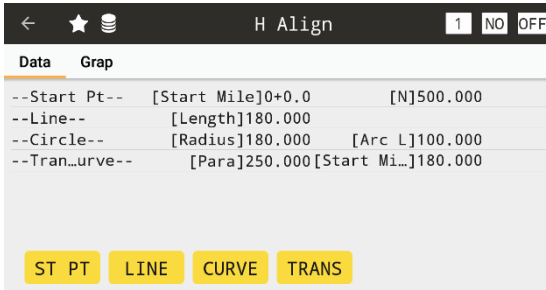 H Align 1 NO OFF
Data Grap
--Start Pt-- [Start Mile]0+0.0 [N]500.000
--Line-- [Length]180.000
--Circle-- [Radius]180.000 [Arc L]100.000
--Tran…urve-- [Para]250.000 [Start Mi…]180.000
ST PT LINE CURVE TRANS